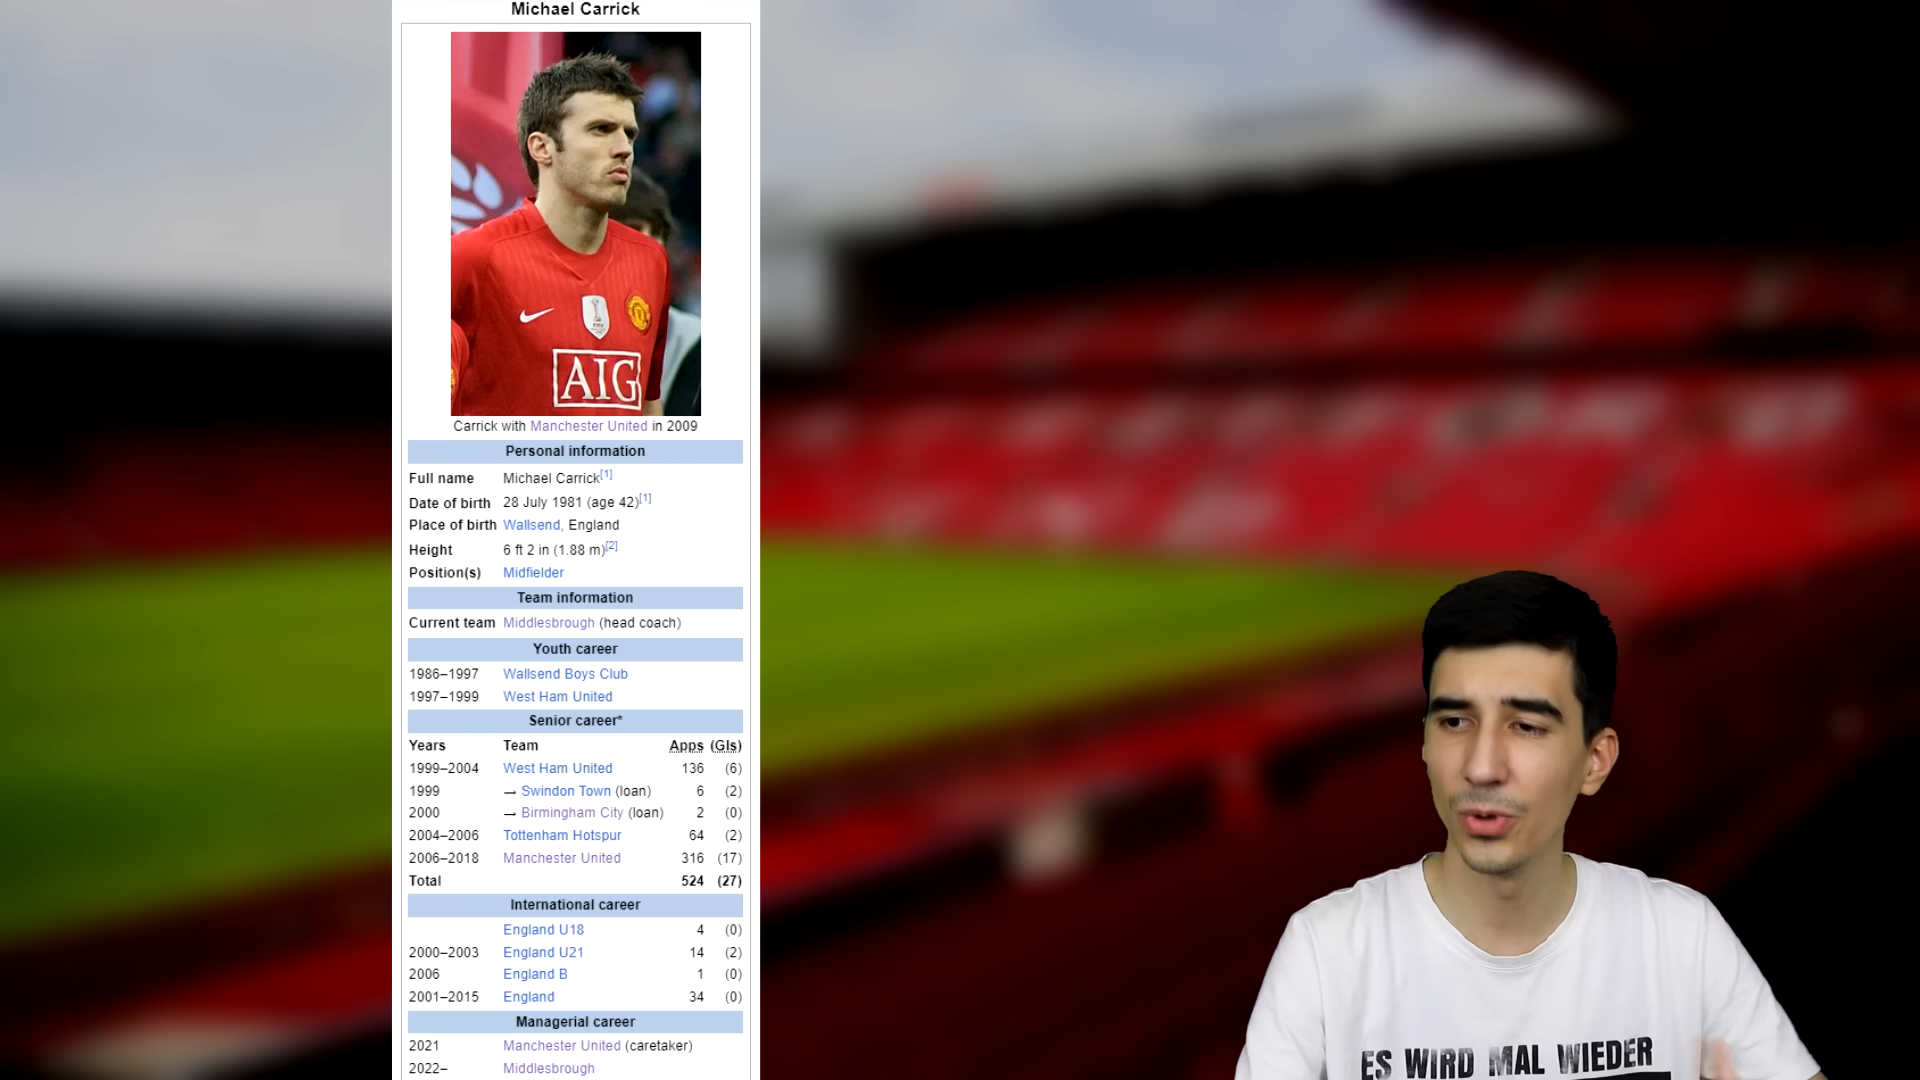 Michael Carrick
AIG
Carrick with Manchester United in 2009
Personal information
Full name Michael Carrick[1]
Date of birth 28 July 1981 (age 42)[1]
Place of birth Wallsend, England
Height 6 ft 2 in (1.88 m)[2]
Position(s) Midfielder
Team information
Current team Middlesbrough (head coach)
Youth career
1986–1997 Wallsend Boys Club
1997–1999 West Ham United
Senior career*
Years Team Apps (Gls)
1999–2004 West Ham United 136 (6)
1999 → Swindon Town (loan) 6 (2)
2000 → Birmingham City (loan) 2 (0)
2004–2006 Tottenham Hotspur 64 (2)
2006–2018 Manchester United 316 (17)
Total 524 (27)
International career
England U18 4 (0)
2000–2003 England U21 14 (2)
2006 England B 1 (0)
2001–2015 England 34 (0)
Managerial career
2021 Manchester United (caretaker)
2022– Middlesbrough
ES WIRD MAL WIEDER